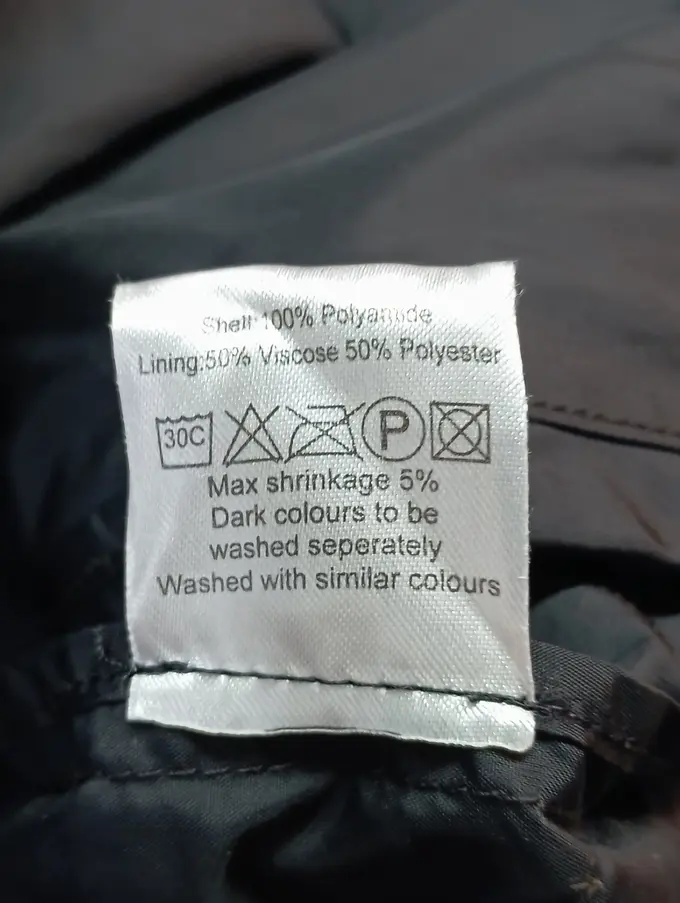 Shell 100% Polyamide
Lining:50% Viscose 50% Polyester
30C P
Max shrinkage 5%
Dark colours to be
washed seperately
Washed with similar colours